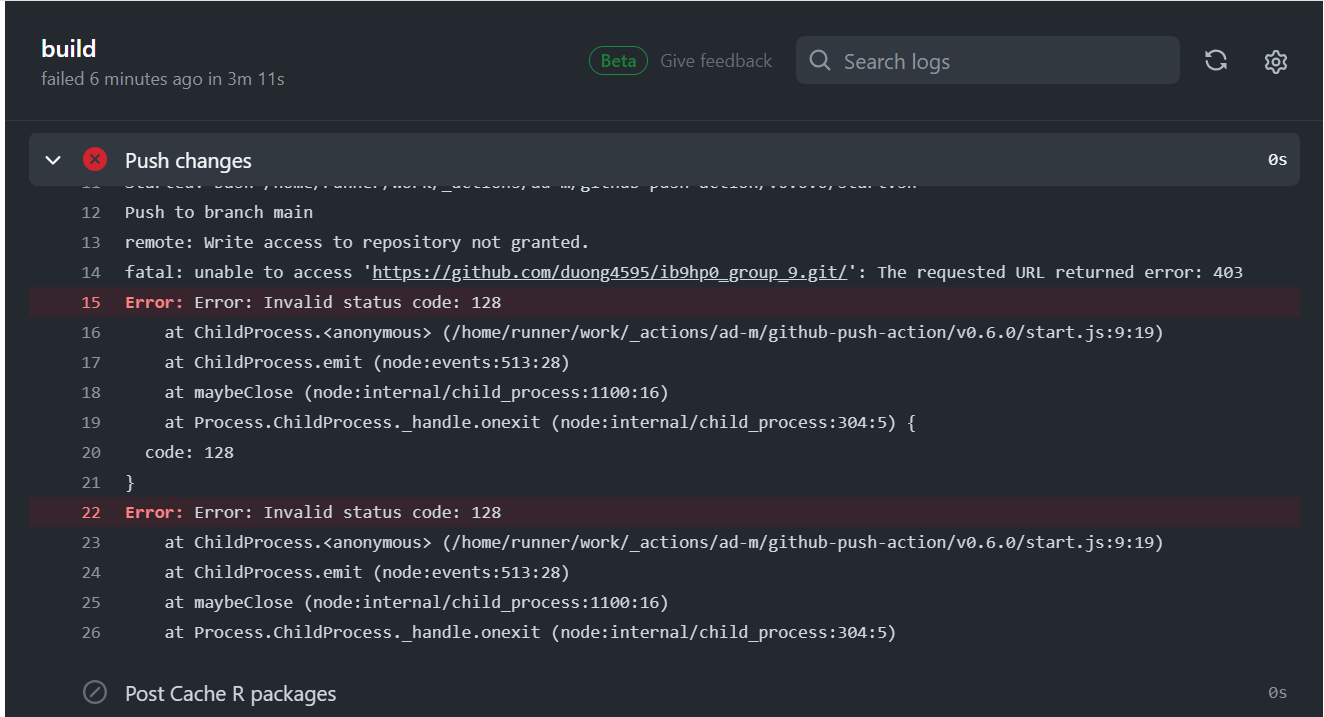 build
failed 6 minutes ago in 3m 11s
Beta Give feedback
Search logs
Push changes 0s
12 Push to branch main
13 remote: Write access to repository not granted.
14 fatal: unable to access 'https://github.com/duong4595/ib9hp0_group_9.git/': The requested URL returned error: 403
15 Error: Error: Invalid status code: 128
16 at ChildProcess.<anonymous> (/home/runner/work/_actions/ad-m/github-push-action/v0.6.0/start.js:9:19)
17 at ChildProcess.emit (node:events:513:28)
18 at maybeClose (node:internal/child_process:1100:16)
19 at Process.ChildProcess._handle.onexit (node:internal/child_process:304:5) {
20 code: 128
21 }
22 Error: Error: Invalid status code: 128
23 at ChildProcess.<anonymous> (/home/runner/work/_actions/ad-m/github-push-action/v0.6.0/start.js:9:19)
24 at ChildProcess.emit (node:events:513:28)
25 at maybeClose (node:internal/child_process:1100:16)
26 at Process.ChildProcess._handle.onexit (node:internal/child_process:304:5)
Post Cache R packages 0s